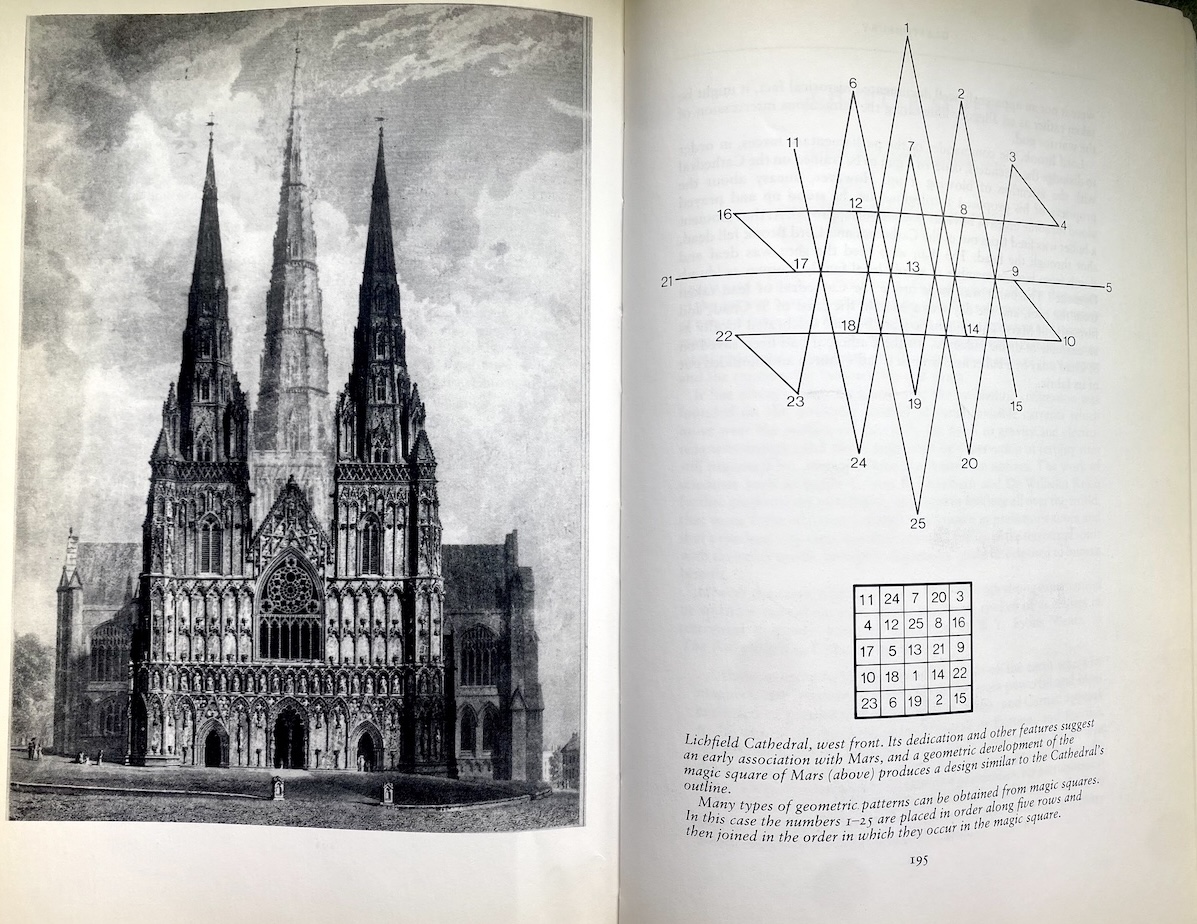 1
6
2
11
7
3
16
12
8
4
21
17
13
9
5
22
18
14
10
23
19
15
24
20
25
11 24 7 20 3
4 12 25 8 16
17 5 13 21 9
10 18 1 14 22
23 6 19 2 15
Lichfield Cathedral, west front. Its dedication and other features suggest
an early association with Mars, and a geometric development of the
magic square of Mars (above) produces a design similar to the Cathedral's
outline.
Many types of geometric patterns can be obtained from magic squares.
In this case the numbers 1–25 are placed in order along five rows and
then joined in the order in which they occur in the magic square.
195